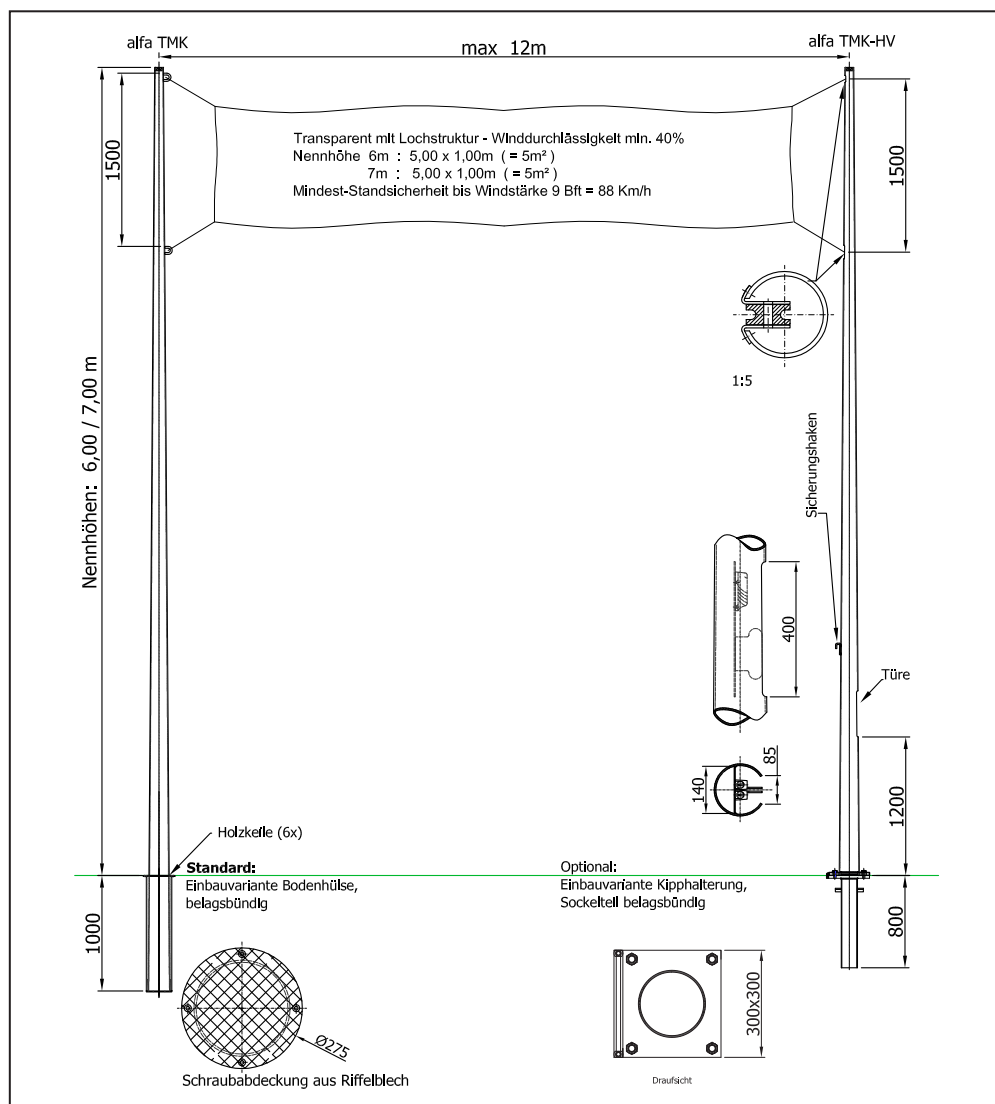 alfa TMK
max 12m
alfa TMK-HV
1500
1500
Transparent mit Lochstruktur - Winddurchlässigkeit min. 40%
Nennhöhe 6m : 5,00 x 1,00m ( = 5m² )
7m : 5,00 x 1,00m ( = 5m² )
Mindest-Standsicherheit bis Windstärke 9 Bft = 88 Km/h
1:5
Nennhöhen: 6,00 / 7,00 m
Sicherungshaken
400
Türe
85
140
1200
Holzkeile (6x)
Standard:
Einbauvariante Bodenhülse,
belagsbündig
Optional:
Einbauvariante Kipphalterung,
Sockelteil belagsbündig
1000
800
Ø275
Schraubabdeckung aus Riffelblech
300x300
Draufsicht